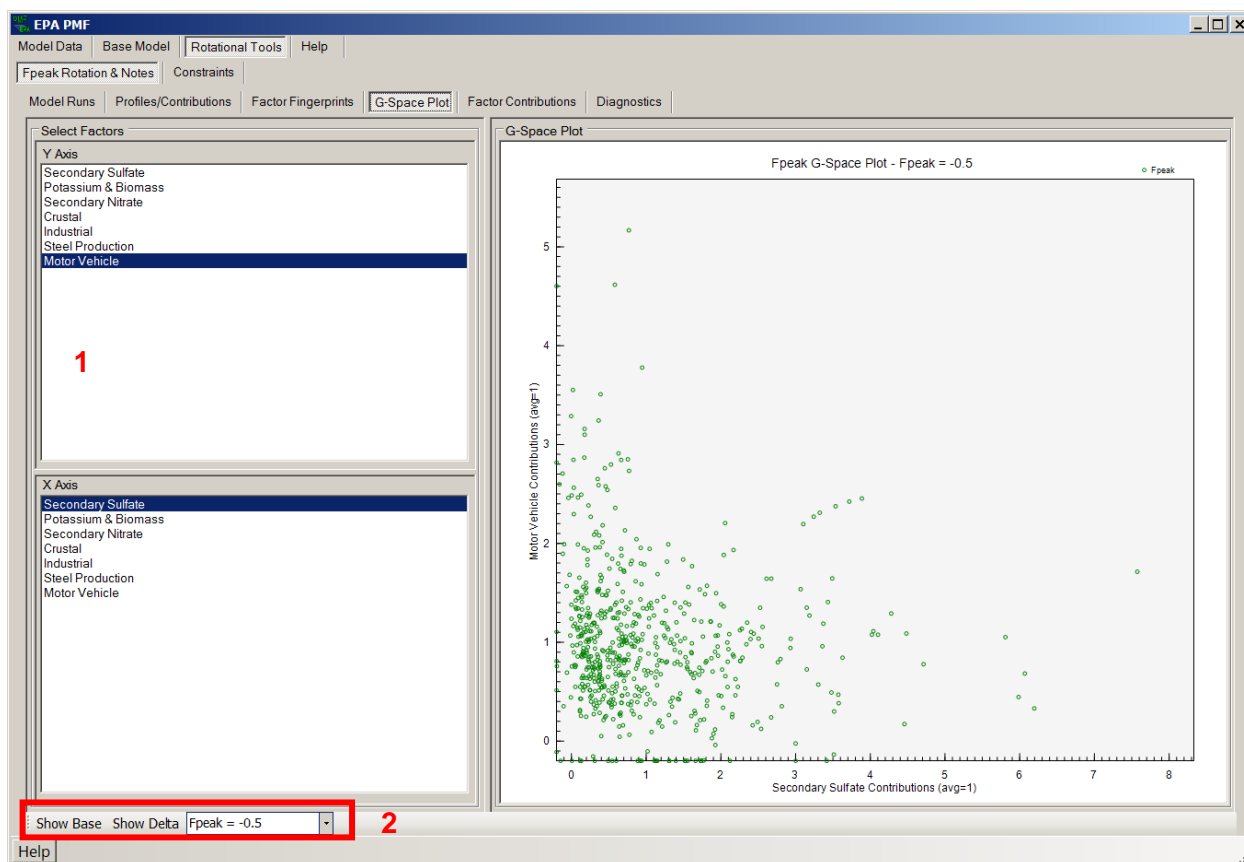 EPA PMF
Model Data Base Model Rotational Tools Help
Fpeak Rotation & Notes Constraints
Model Runs Profiles/Contributions Factor Fingerprints G-Space Plot Factor Contributions Diagnostics
Select Factors
Y Axis
Secondary Sulfate
Potassium & Biomass
Secondary Nitrate
Crustal
Industrial
Steel Production
Motor Vehicle
1
X Axis
Secondary Sulfate
Potassium & Biomass
Secondary Nitrate
Crustal
Industrial
Steel Production
Motor Vehicle
G-Space Plot
Fpeak G-Space Plot - Fpeak = -0.5
Fpeak
Motor Vehicle Contributions (avg=1)
5
4
3
2
1
0
0 1 2 3 4 5 6 7 8
Secondary Sulfate Contributions (avg=1)
Show Base Show Delta Fpeak = -0.5
2
Help